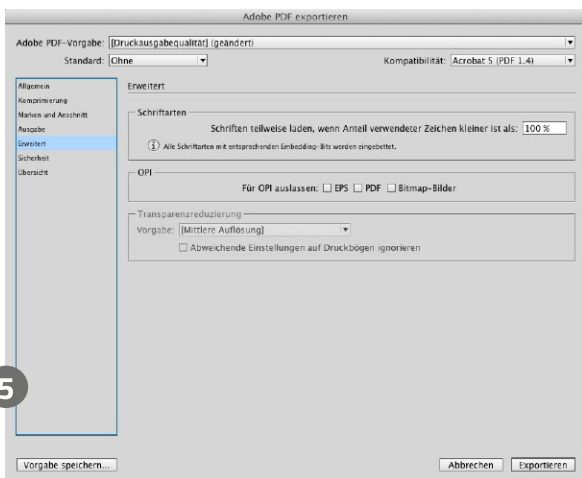 Adobe PDF exportieren
Adobe PDF-Vorgabe: [Druckausgabequalität] (geändert)
Standard: Ohne Kompatibilität: Acrobat 5 (PDF 1.4)
Allgemein
Komprimierung
Marken und Anschnitt
Ausgabe
Erweitert
Sicherheit
Übersicht
Erweitert
Schriftarten
Schriften teilweise laden, wenn Anteil verwendeter Zeichen kleiner ist als: 100 %
i Alle Schriftarten mit entsprechenden Embedding-Bits werden eingebettet.
OPI
Für OPI auslassen: EPS PDF Bitmap-Bilder
Transparenzreduzierung
Vorgabe: [Mittlere Auflösung]
Abweichende Einstellungen auf Druckbögen ignorieren
5
Vorgabe speichern... Abbrechen Exportieren